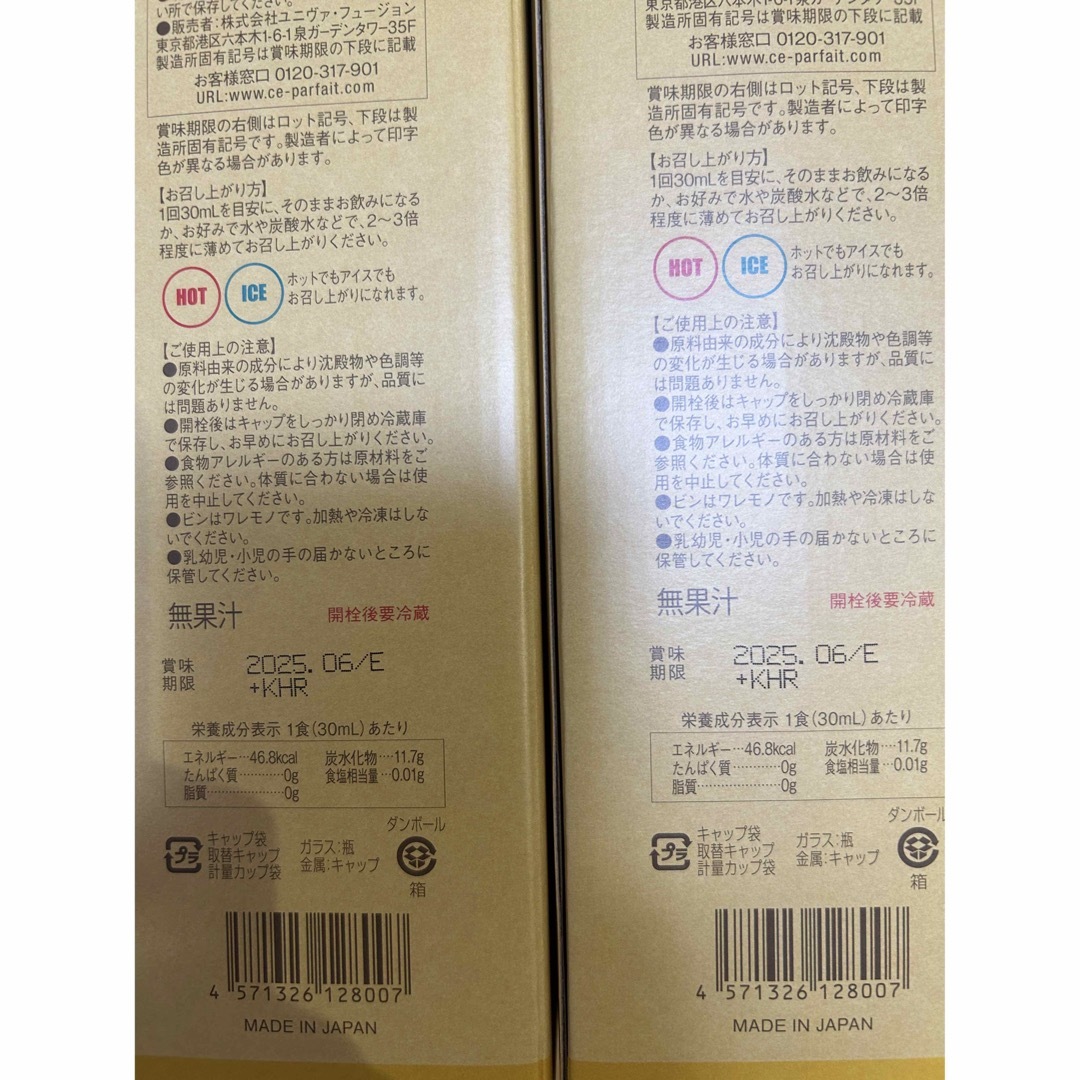 い所で保存してください。
●販売者:株式会社ユニヴァ・フュージョン
東京都港区六本木1-6-1泉ガーデンタワー35F
製造所固有記号は賞味期限の下段に記載
お客様窓口 0120-317-901
URL:www.ce-parfait.com
賞味期限の右側はロット記号、下段は製
造所固有記号です。製造者によって印字
色が異なる場合があります。
【お召し上がり方】
1回30mLを目安に、そのままお飲みになる
か、お好みで水や炭酸水などで、2〜3倍
程度に薄めてお召し上がりください。
HOT ICE ホットでもアイスでも
お召し上がりになれます。
【ご使用上の注意】
●原料由来の成分により沈殿物や色調等
の変化が生じる場合がありますが、品質に
は問題ありません。
●開栓後はキャップをしっかり閉め冷蔵庫
で保存し、お早めにお召し上がりください。
●食物アレルギーのある方は原材料をご
参照ください。体質に合わない場合は使
用を中止してください。
●ビンはワレモノです。加熱や冷凍はしな
いでください。
●乳幼児・小児の手の届かないところに
保管してください。
無果汁 開栓後要冷蔵
賞味
期限
2025. 06/E
+KHR
栄養成分表示 1食(30mL)あたり
エネルギー…46.8kcal 炭水化物…11.7g
たんぱく質…………0g 食塩相当量…0.01g
脂質…………………0g
プラ
キャップ袋
取替キャップ
計量カップ袋
ガラス:瓶
金属:キャップ
ダンボール
箱
4 571326 128007
MADE IN JAPAN
東京都港区六本木1-6-1泉ガーデンタワー35F
製造所固有記号は賞味期限の下段に記載
お客様窓口 0120-317-901
URL:www.ce-parfait.com
賞味期限の右側はロット記号、下段は製
造所固有記号です。製造者によって印字
色が異なる場合があります。
【お召し上がり方】
1回30mLを目安に、そのままお飲みになる
か、お好みで水や炭酸水などで、2〜3倍
程度に薄めてお召し上がりください。
HOT ICE ホットでもアイスでも
お召し上がりになれます。
【ご使用上の注意】
●原料由来の成分により沈殿物や色調等
の変化が生じる場合がありますが、品質に
は問題ありません。
●開栓後はキャップをしっかり閉め冷蔵庫
で保存し、お早めにお召し上がりください。
●食物アレルギーのある方は原材料をご
参照ください。体質に合わない場合は使
用を中止してください。
●ビンはワレモノです。加熱や冷凍はしな
いでください。
●乳幼児・小児の手の届かないところに
保管してください。
無果汁 開栓後要冷蔵
賞味
期限
2025. 06/E
+KHR
栄養成分表示 1食(30mL)あたり
エネルギー…46.8kcal 炭水化物…11.7g
たんぱく質…………0g 食塩相当量…0.01g
脂質…………………0g
プラ
キャップ袋
取替キャップ
計量カップ袋
ガラス:瓶
金属:キャップ
ダンボール
箱
4 571326 128007
MADE IN JAPAN